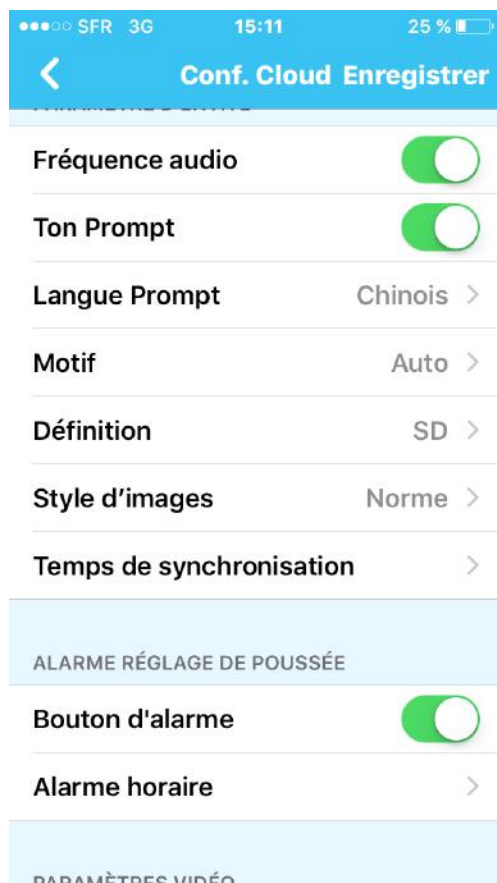 SFR 3G 15:11 25 %
Conf. Cloud Enregistrer
Fréquence audio
Ton Prompt
Langue Prompt Chinois
Motif Auto
Définition SD
Style d’images Norme
Temps de synchronisation
ALARME RÉGLAGE DE POUSSÉE
Bouton d'alarme
Alarme horaire
PARAMÈTRES VIDÉO